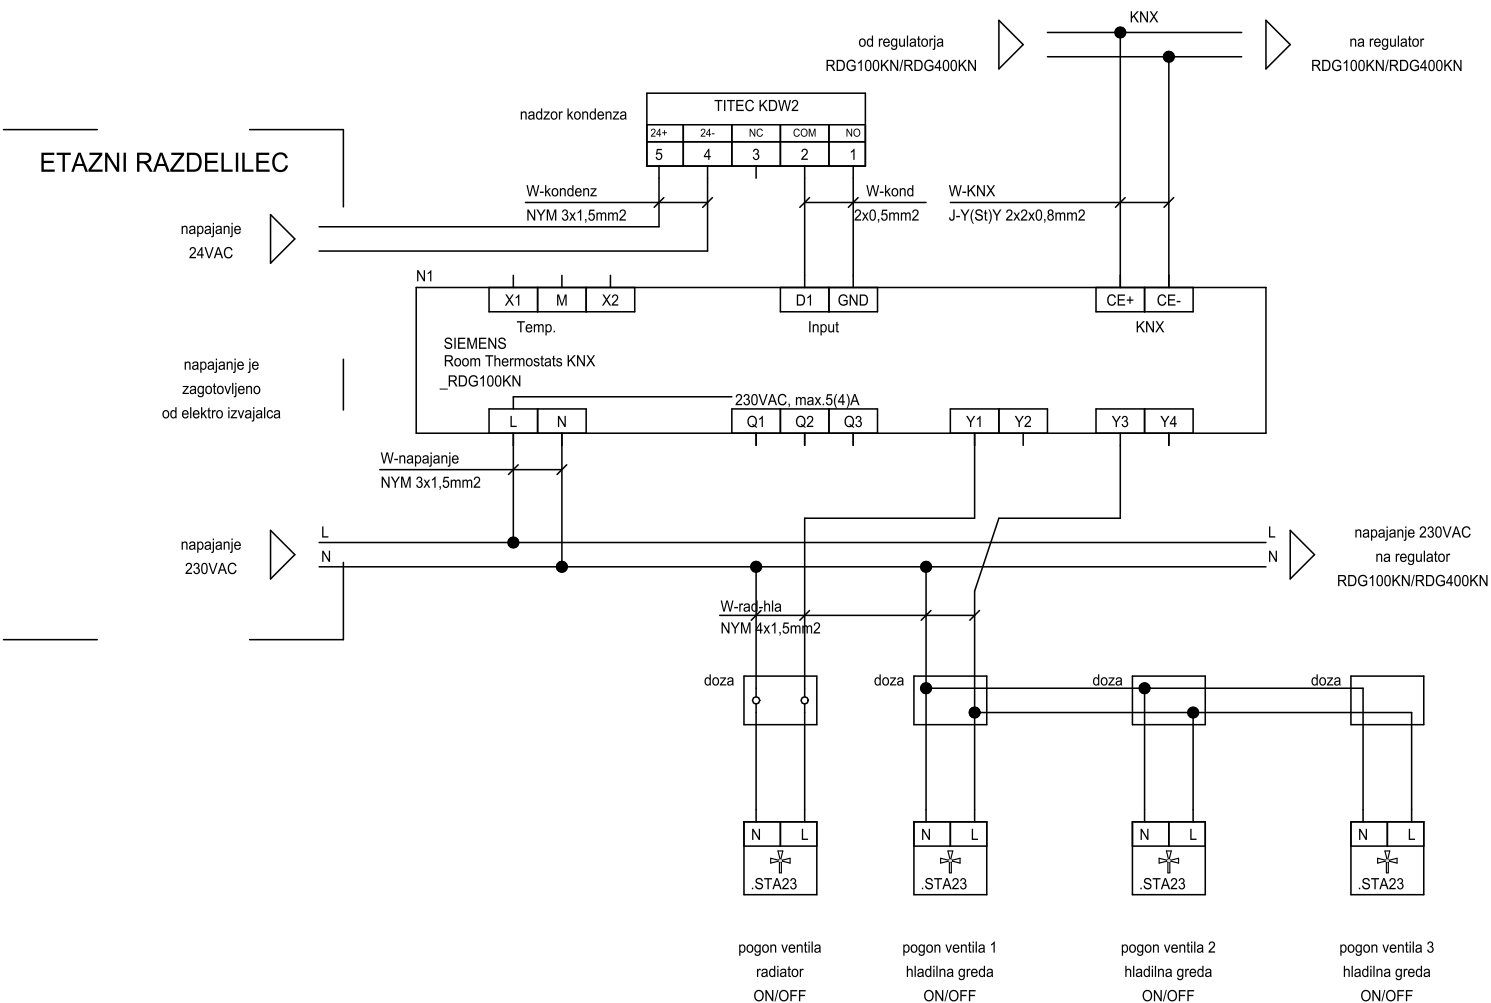 KNX
od regulatorja
RDG100KN/RDG400KN
na regulator
RDG100KN/RDG400KN
nadzor kondenza
TITEC KDW2
24+ 24- NC COM NO
5 4 3 2 1
ETAZNI RAZDELILEC
W-kondenz
NYM 3x1,5mm2
W-kond
2x0,5mm2
W-KNX
J-Y(St)Y 2x2x0,8mm2
napajanje
24VAC
N1
X1 M X2
D1 GND
CE+ CE-
Temp.
Input
KNX
SIEMENS
Room Thermostats KNX
_RDG100KN
napajanje je
zagotovljeno
od elektro izvajalca
230VAC, max.5(4)A
L N
Q1 Q2 Q3
Y1 Y2
Y3 Y4
W-napajanje
NYM 3x1,5mm2
napajanje
230VAC
L
N
L
N
napajanje 230VAC
na regulator
RDG100KN/RDG400KN
W-rad-hla
NYM 4x1,5mm2
doza
doza
doza
doza
N L
.STA23
N L
.STA23
N L
.STA23
N L
.STA23
pogon ventila
radiator
ON/OFF
pogon ventila 1
hladilna greda
ON/OFF
pogon ventila 2
hladilna greda
ON/OFF
pogon ventila 3
hladilna greda
ON/OFF